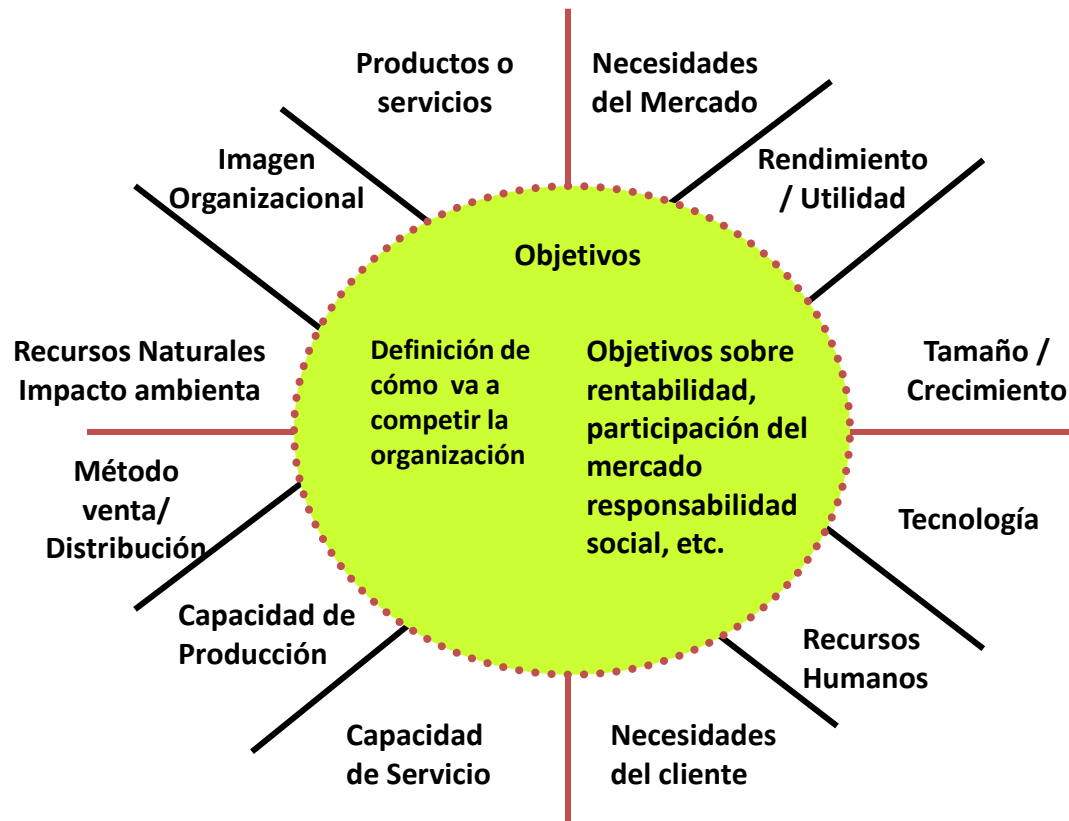 Productos o
servicios
Necesidades
del Mercado
Imagen
Organizacional
Rendimiento
/ Utilidad
Objetivos
Recursos Naturales
Impacto ambienta
Definición de
cómo va a
competir la
organización
Objetivos sobre
rentabilidad,
participación del
mercado
responsabilidad
social, etc.
Tamaño /
Crecimiento
Método
venta/
Distribución
Tecnología
Capacidad de
Producción
Recursos
Humanos
Capacidad
de Servicio
Necesidades
del cliente